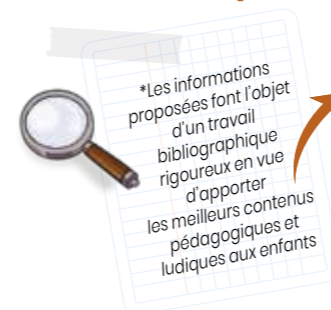 *Les informations
proposées font l'objet
d'un travail
bibliographique
rigoureux en vue
d'apporter
les meilleurs contenus
pédagogiques et
ludiques aux enfants